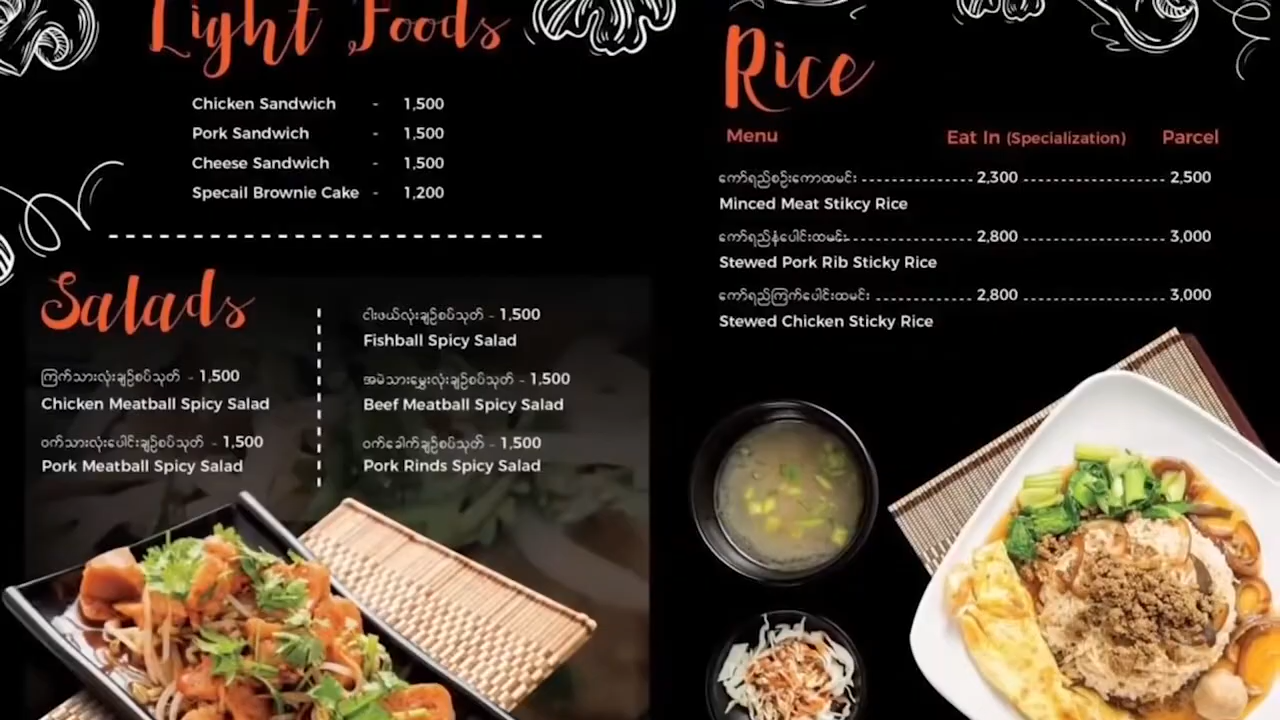 Light Foods
Chicken Sandwich - 1,500
Pork Sandwich - 1,500
Cheese Sandwich - 1,500
Specail Brownie Cake - 1,200
Salads
ကြက်သားလုံးချဉ်စပ်သုတ် - 1,500
Chicken Meatball Spicy Salad
ဝက်သားလုံးပေါင်းချဉ်စပ်သုတ် - 1,500
Pork Meatball Spicy Salad
ငါးဖယ်လုံးချဉ်စပ်သုတ် - 1,500
Fishball Spicy Salad
အမဲသားမွှေးလုံးချဉ်စပ်သုတ် - 1,500
Beef Meatball Spicy Salad
ဝက်ခေါက်ချဉ်စပ်သုတ် - 1,500
Pork Rinds Spicy Salad
Rice
Menu Eat In (Specialization) Parcel
ကော်ရည်စဉ်းကောထမင်း 2,300 2,500
Minced Meat Stikcy Rice
ကော်ရည်နံပေါင်းထမင်း 2,800 3,000
Stewed Pork Rib Sticky Rice
ကော်ရည်ကြက်ပေါင်းထမင်း 2,800 3,000
Stewed Chicken Sticky Rice